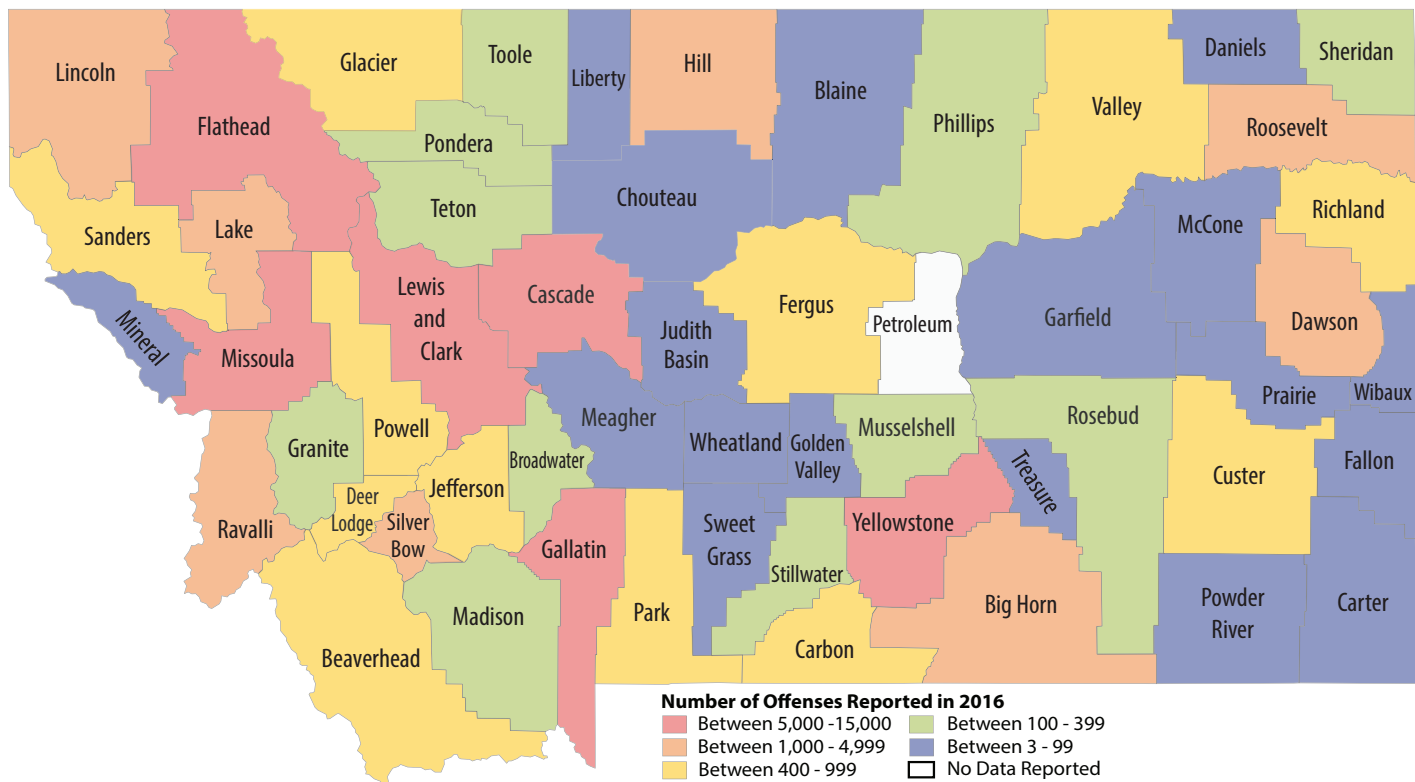 Lincoln
Flathead
Glacier
Toole
Liberty
Hill
Blaine
Phillips
Valley
Daniels
Sheridan
Roosevelt
Pondera
Teton
Chouteau
Sanders
Lake
McCone
Richland
Mineral
Missoula
Lewis
and
Clark
Cascade
Judith
Basin
Fergus
Petroleum
Garfield
Dawson
Prairie
Wibaux
Granite
Powell
Meagher
Wheatland
Golden
Valley
Musselshell
Rosebud
Treasure
Custer
Fallon
Broadwater
Jefferson
Deer
Lodge
Silver
Bow
Ravalli
Gallatin
Sweet
Grass
Yellowstone
Stillwater
Madison
Park
Carbon
Big Horn
Powder
River
Carter
Beaverhead
Number of Offenses Reported in 2016
Between 5,000 -15,000
Between 1,000 - 4,999
Between 400 - 999
Between 100 - 399
Between 3 - 99
No Data Reported